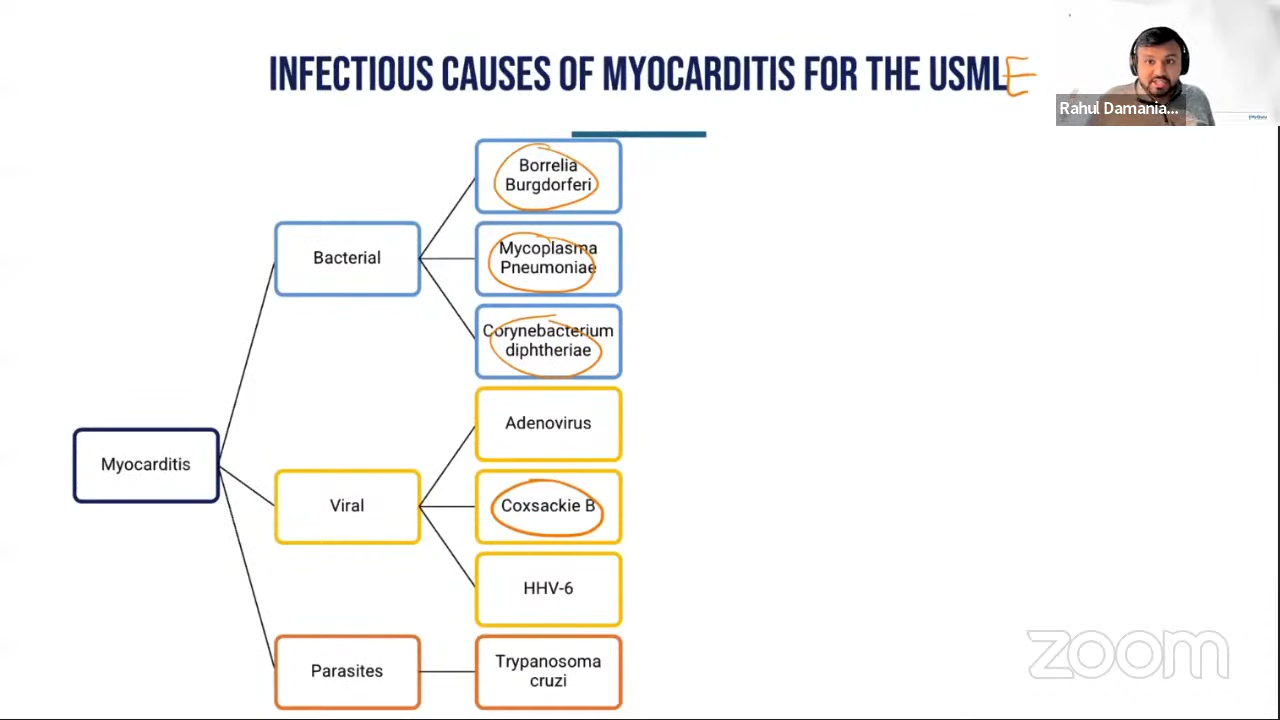 INFECTIOUS CAUSES OF MYOCARDITIS FOR THE USMLE
Rahul Damania...
Borrelia
Burgdorferi
Bacterial
Mycoplasma
Pneumoniae
Corynebacterium
diphtheriae
Myocarditis
Viral
Adenovirus
Coxsackie B
HHV-6
Parasites
Trypanosoma
cruzi
zoom